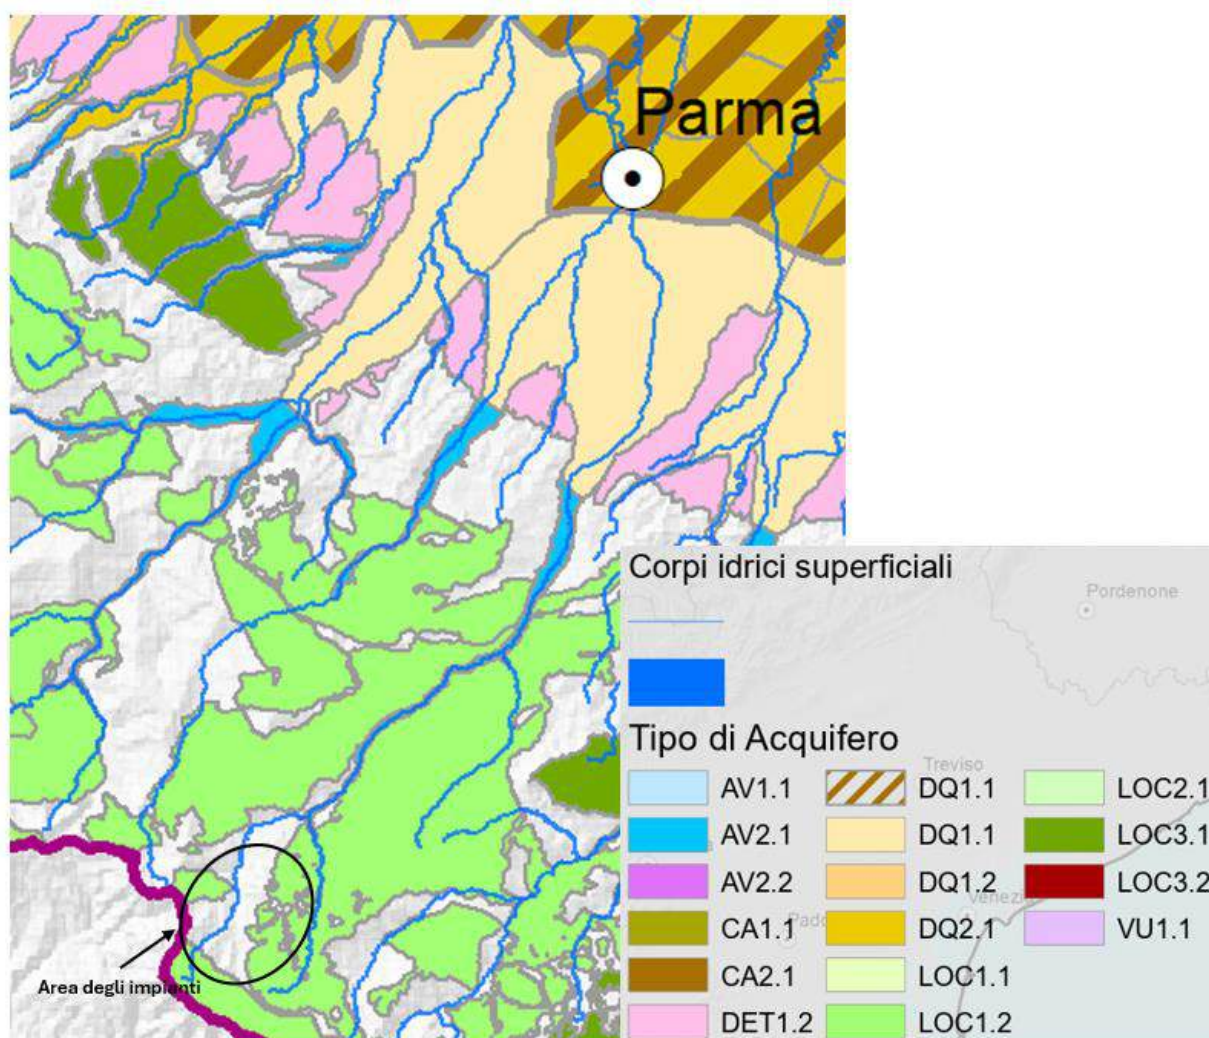 Parma
Area degli impianti
Corpi idrici superficiali
Pordenone
Tipo di Acquifero
Treviso
AV1.1
DQ1.1
LOC2.1
AV2.1
DQ1.1
LOC3.1
AV2.2
DQ1.2
LOC3.2
Venezia
CA1.1
DQ2.1
VU1.1
CA2.1
LOC1.1
DET1.2
LOC1.2